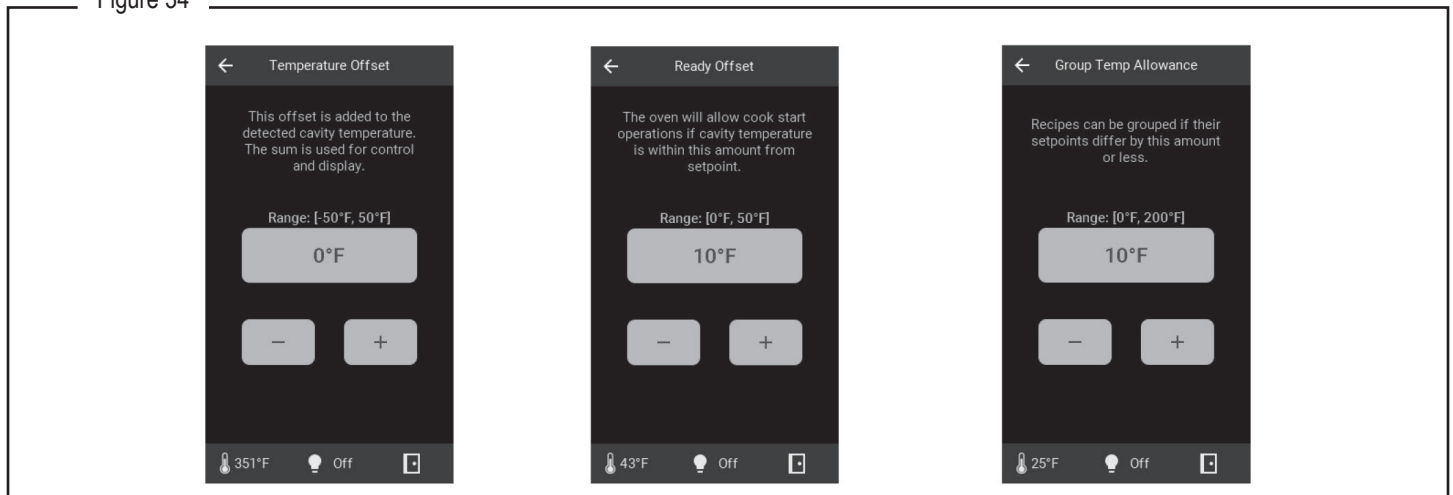 Figure 54
Temperature Offset
This offset is added to the
detected cavity temperature.
The sum is used for control
and display.
Range: [-50°F, 50°F]
0°F
− +
351°F Off
Ready Offset
The oven will allow cook start
operations if cavity temperature
is within this amount from
setpoint.
Range: [0°F, 50°F]
10°F
− +
43°F Off
Group Temp Allowance
Recipes can be grouped if their
setpoints differ by this amount
or less.
Range: [0°F, 200°F]
10°F
− +
25°F Off